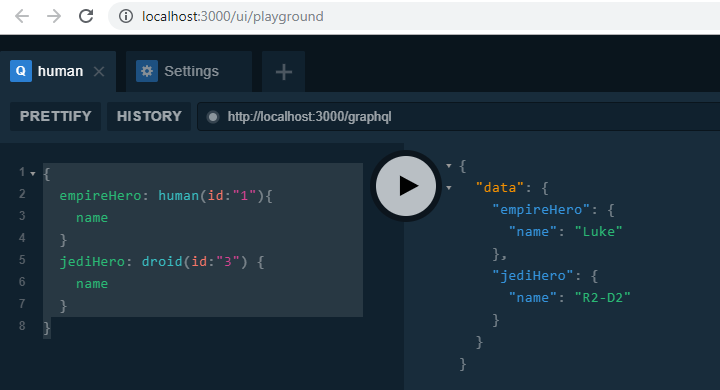 localhost:3000/ui/playground
Q human
Settings
PRETTIFY HISTORY http://localhost:3000/graphql
1 {
2 empireHero: human(id:"1"){
3 name
4 }
5 jediHero: droid(id:"3") {
6 name
7 }
8 }
{
"data": {
"empireHero": {
"name": "Luke"
},
"jediHero": {
"name": "R2-D2"
}
}
}